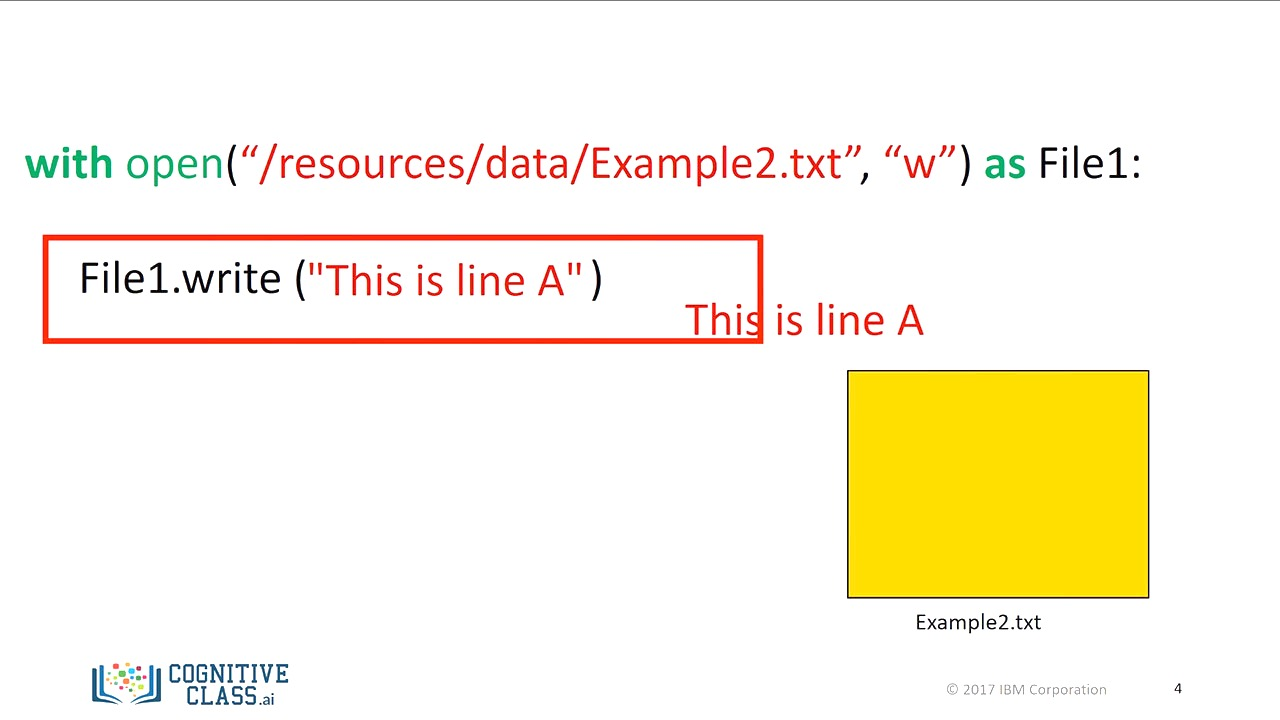 with open(“/resources/data/Example2.txt”, “w”) as File1:
File1.write ("This is line A" )
This is line A
Example2.txt
COGNITIVE
CLASS.ai
© 2017 IBM Corporation
4